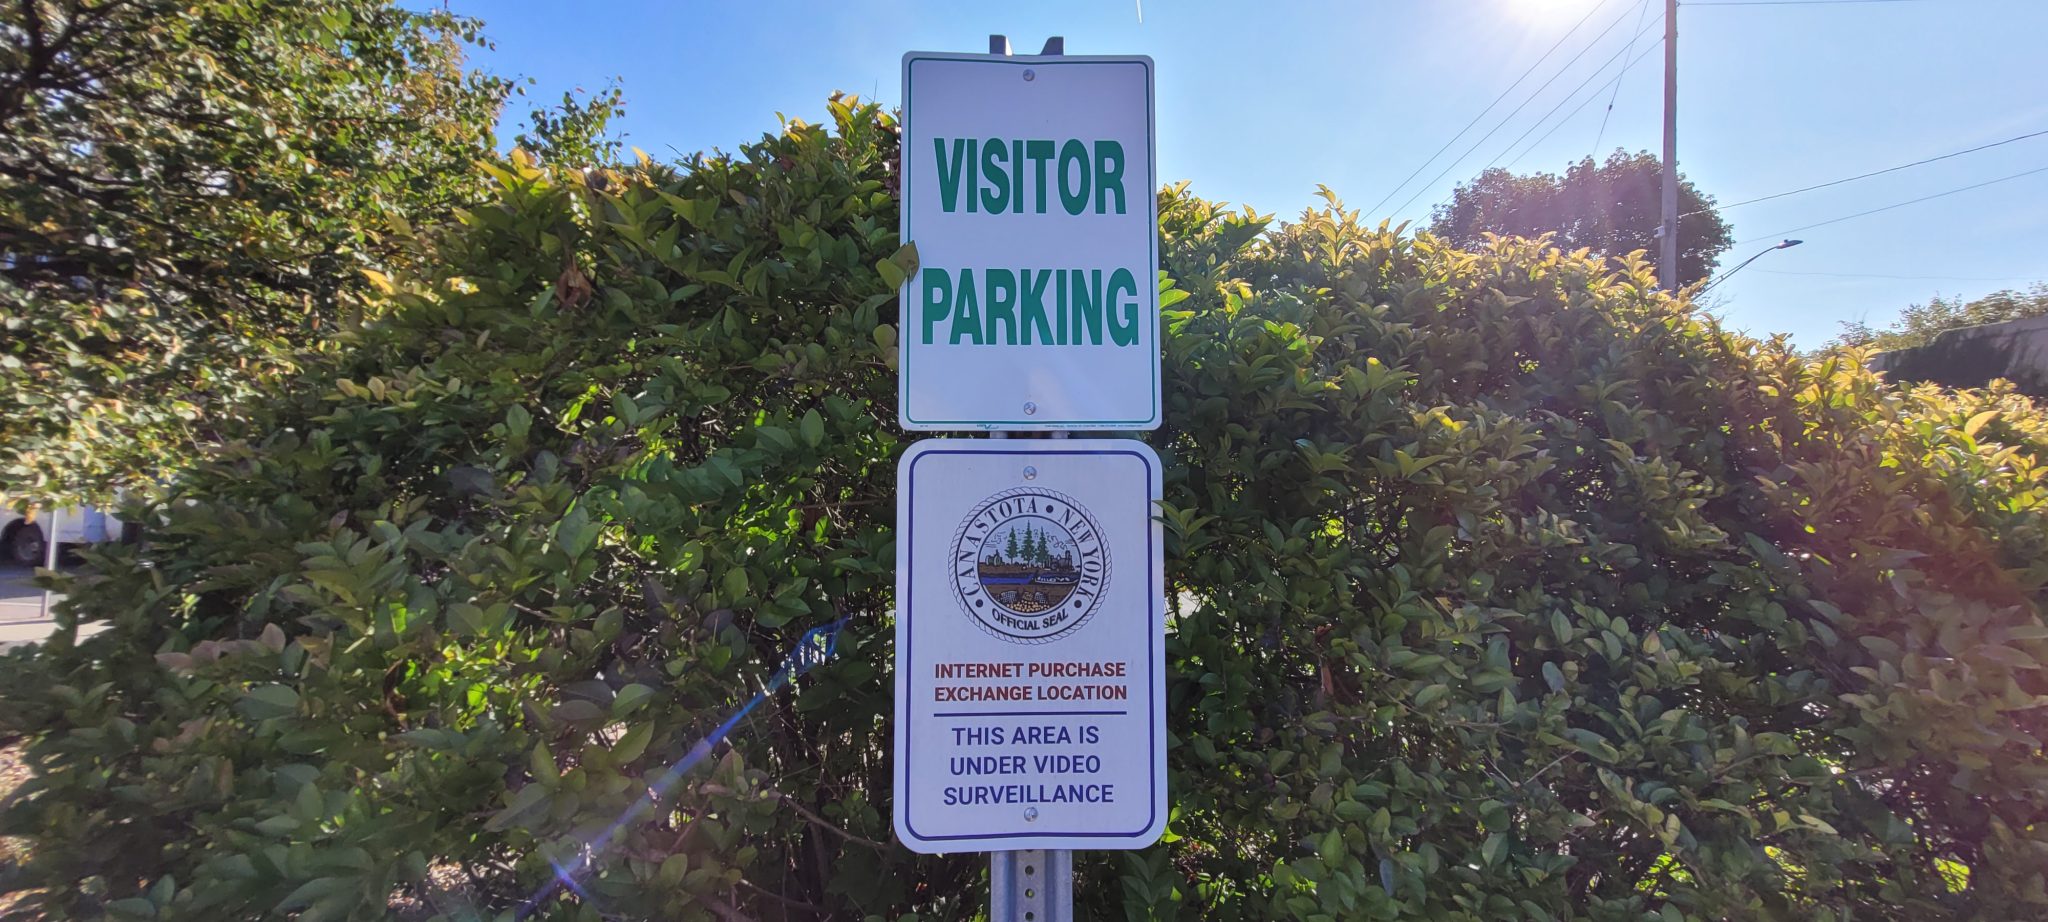 VISITOR
PARKING
CANASTOTA • NEW YORK •
OFFICIAL SEAL
INTERNET PURCHASE
EXCHANGE LOCATION
THIS AREA IS
UNDER VIDEO
SURVEILLANCE